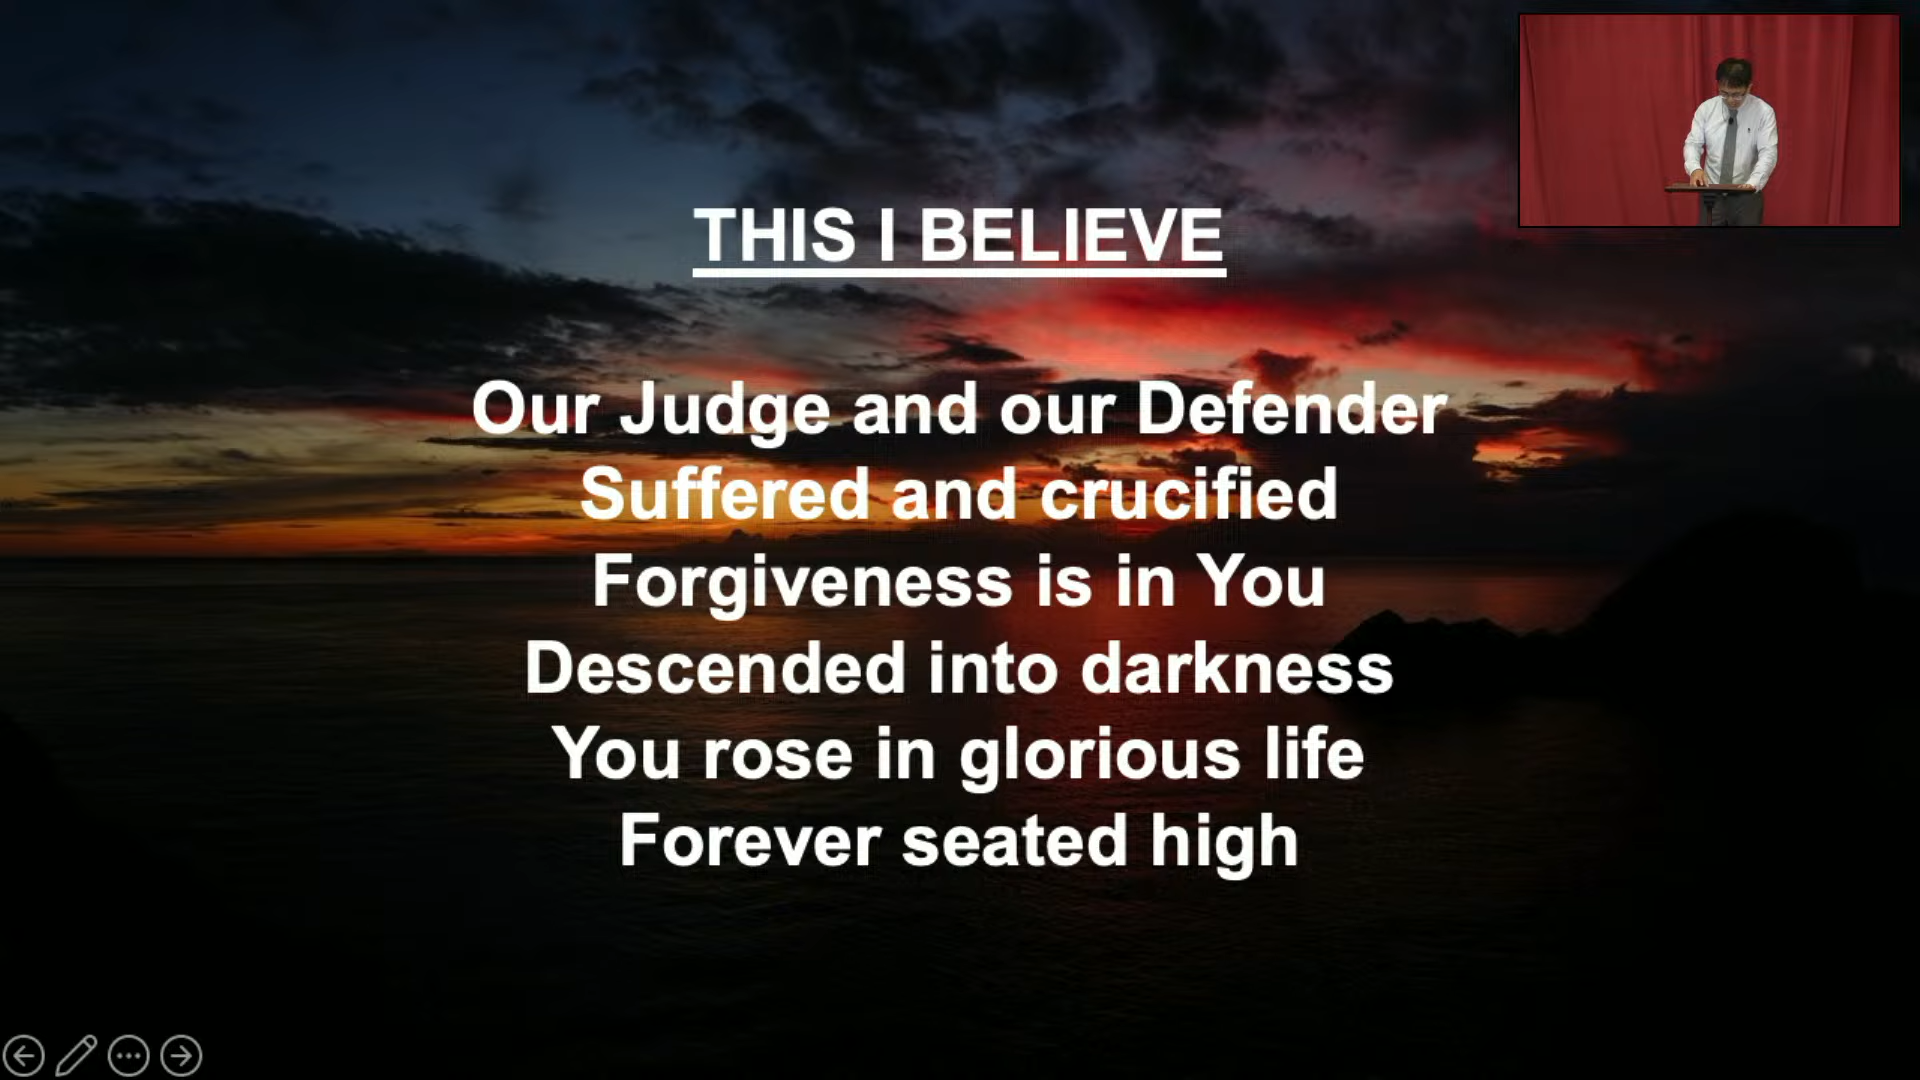 THIS I BELIEVE
Our Judge and our Defender
Suffered and crucified
Forgiveness is in You
Descended into darkness
You rose in glorious life
Forever seated high